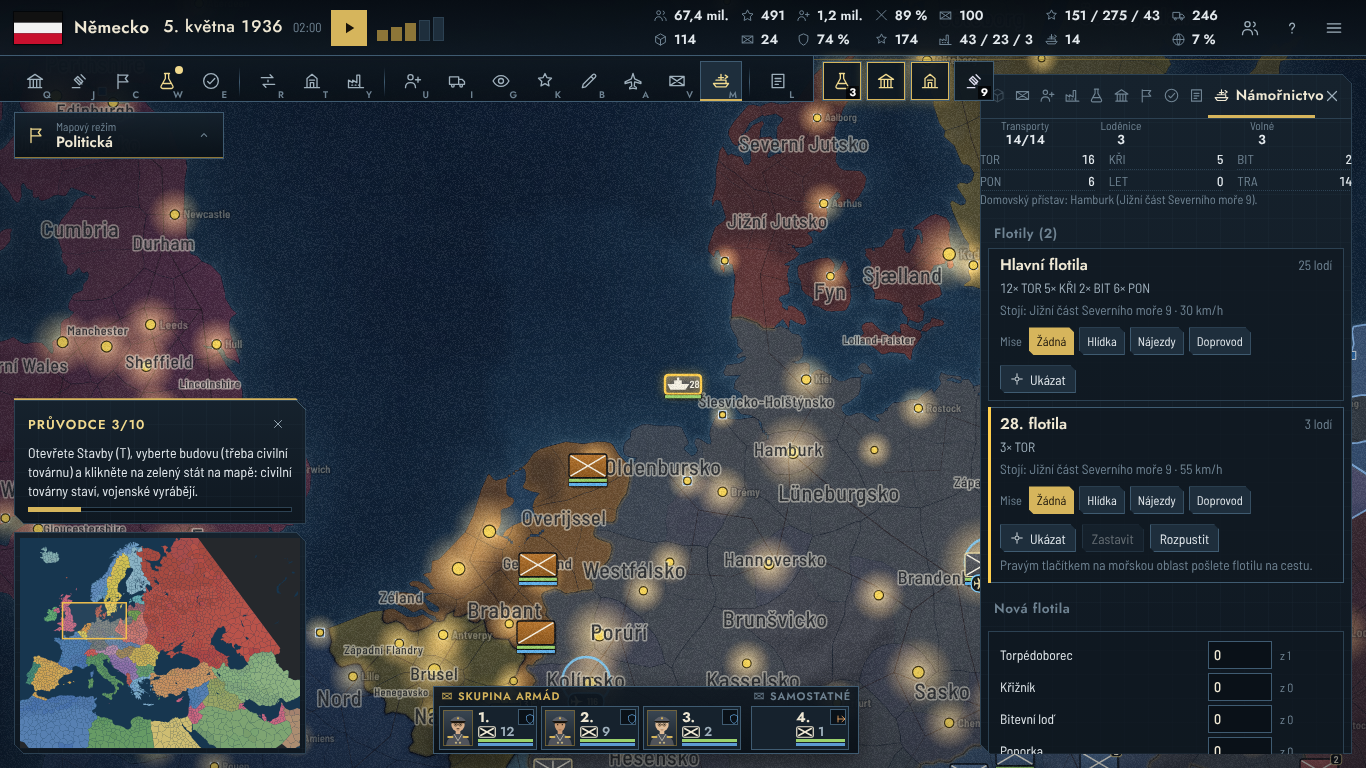 Německo 5. května 1936 02:00
67,4 mil. 491 1,2 mil. 89 % 100 151 / 275 / 43 246
114 24 74 % 174 43 / 23 / 3 14 7 %
Q J C W E R T Y U I G K B A V M L
3 9
Námořnictvo
Mapový režim
Politická
Transporty Loděnice Volné
14/14 3 3
TOR 16 KŘI 5 BIT 2
PON 6 LET 0 TRA 14
Domovský přístav: Hamburk (Jižní část Severního moře 9).
Flotily (2)
Hlavní flotila 25 lodí
12× TOR 5× KŘI 2× BIT 6× PON
Stojí: Jižní část Severního moře 9 · 30 km/h
Mise Žádná Hlídka Nájezdy Doprovod
Ukázat
28. flotila 3 lodí
3× TOR
Stojí: Jižní část Severního moře 9 · 55 km/h
Mise Žádná Hlídka Nájezdy Doprovod
Ukázat Zastavit Rozpustit
Pravým tlačítkem na mořskou oblast pošlete flotilu na cestu.
Nová flotila
Torpédoborec 0 z 1
Křižník 0 z 0
Bitevní loď 0 z 0
Ponorka 0 z 0
Edinburgh
Aalborg
Severní Jutsko
Newcastle
Cumbria
Durham
Aarhus
Jižní Jutsko
Sjælland
Fyn
Manchester
Leeds
Sheffield
Hull
rní Wales
Lincolnshire
Lolland-Falster
28
Kiel
Šlesvicko-Holštýnsko
Rostock
Hamburk
Oldenbursko
Brémy
Lüneburgsko
Overijssel
Gloucestershire
Hannoversko
Westfálsko
Zéland
Brabant
Brunšvicko
Porúří
Antverpy
Západní Flandry
Brusel
Kolínsko
Kasselsko
Sasko
Lille
Nord
Henegavsko
Hesensko
Rouen
PRŮVODCE 3/10
Otevřete Stavby (T), vyberte budovu (třeba civilní
továrnu) a klikněte na zelený stát na mapě: civilní
továrny staví, vojenské vyrábějí.
SKUPINA ARMÁD SAMOSTATNÉ
1. 12
2. 9
3. 2
4. 1
2